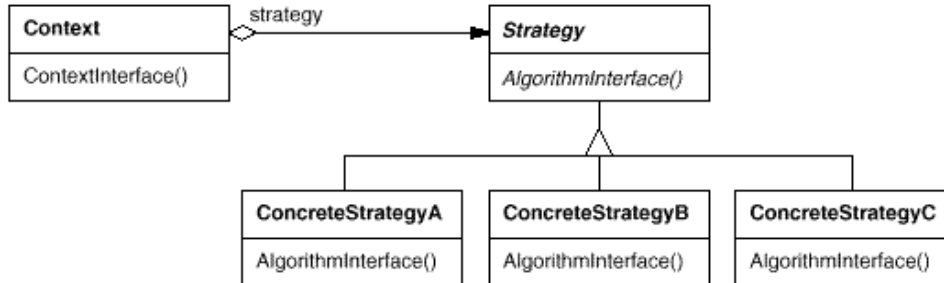 strategy
Context
Strategy
ContextInterface()
AlgorithmInterface()
ConcreteStrategyA
ConcreteStrategyB
ConcreteStrategyC
AlgorithmInterface()
AlgorithmInterface()
AlgorithmInterface()